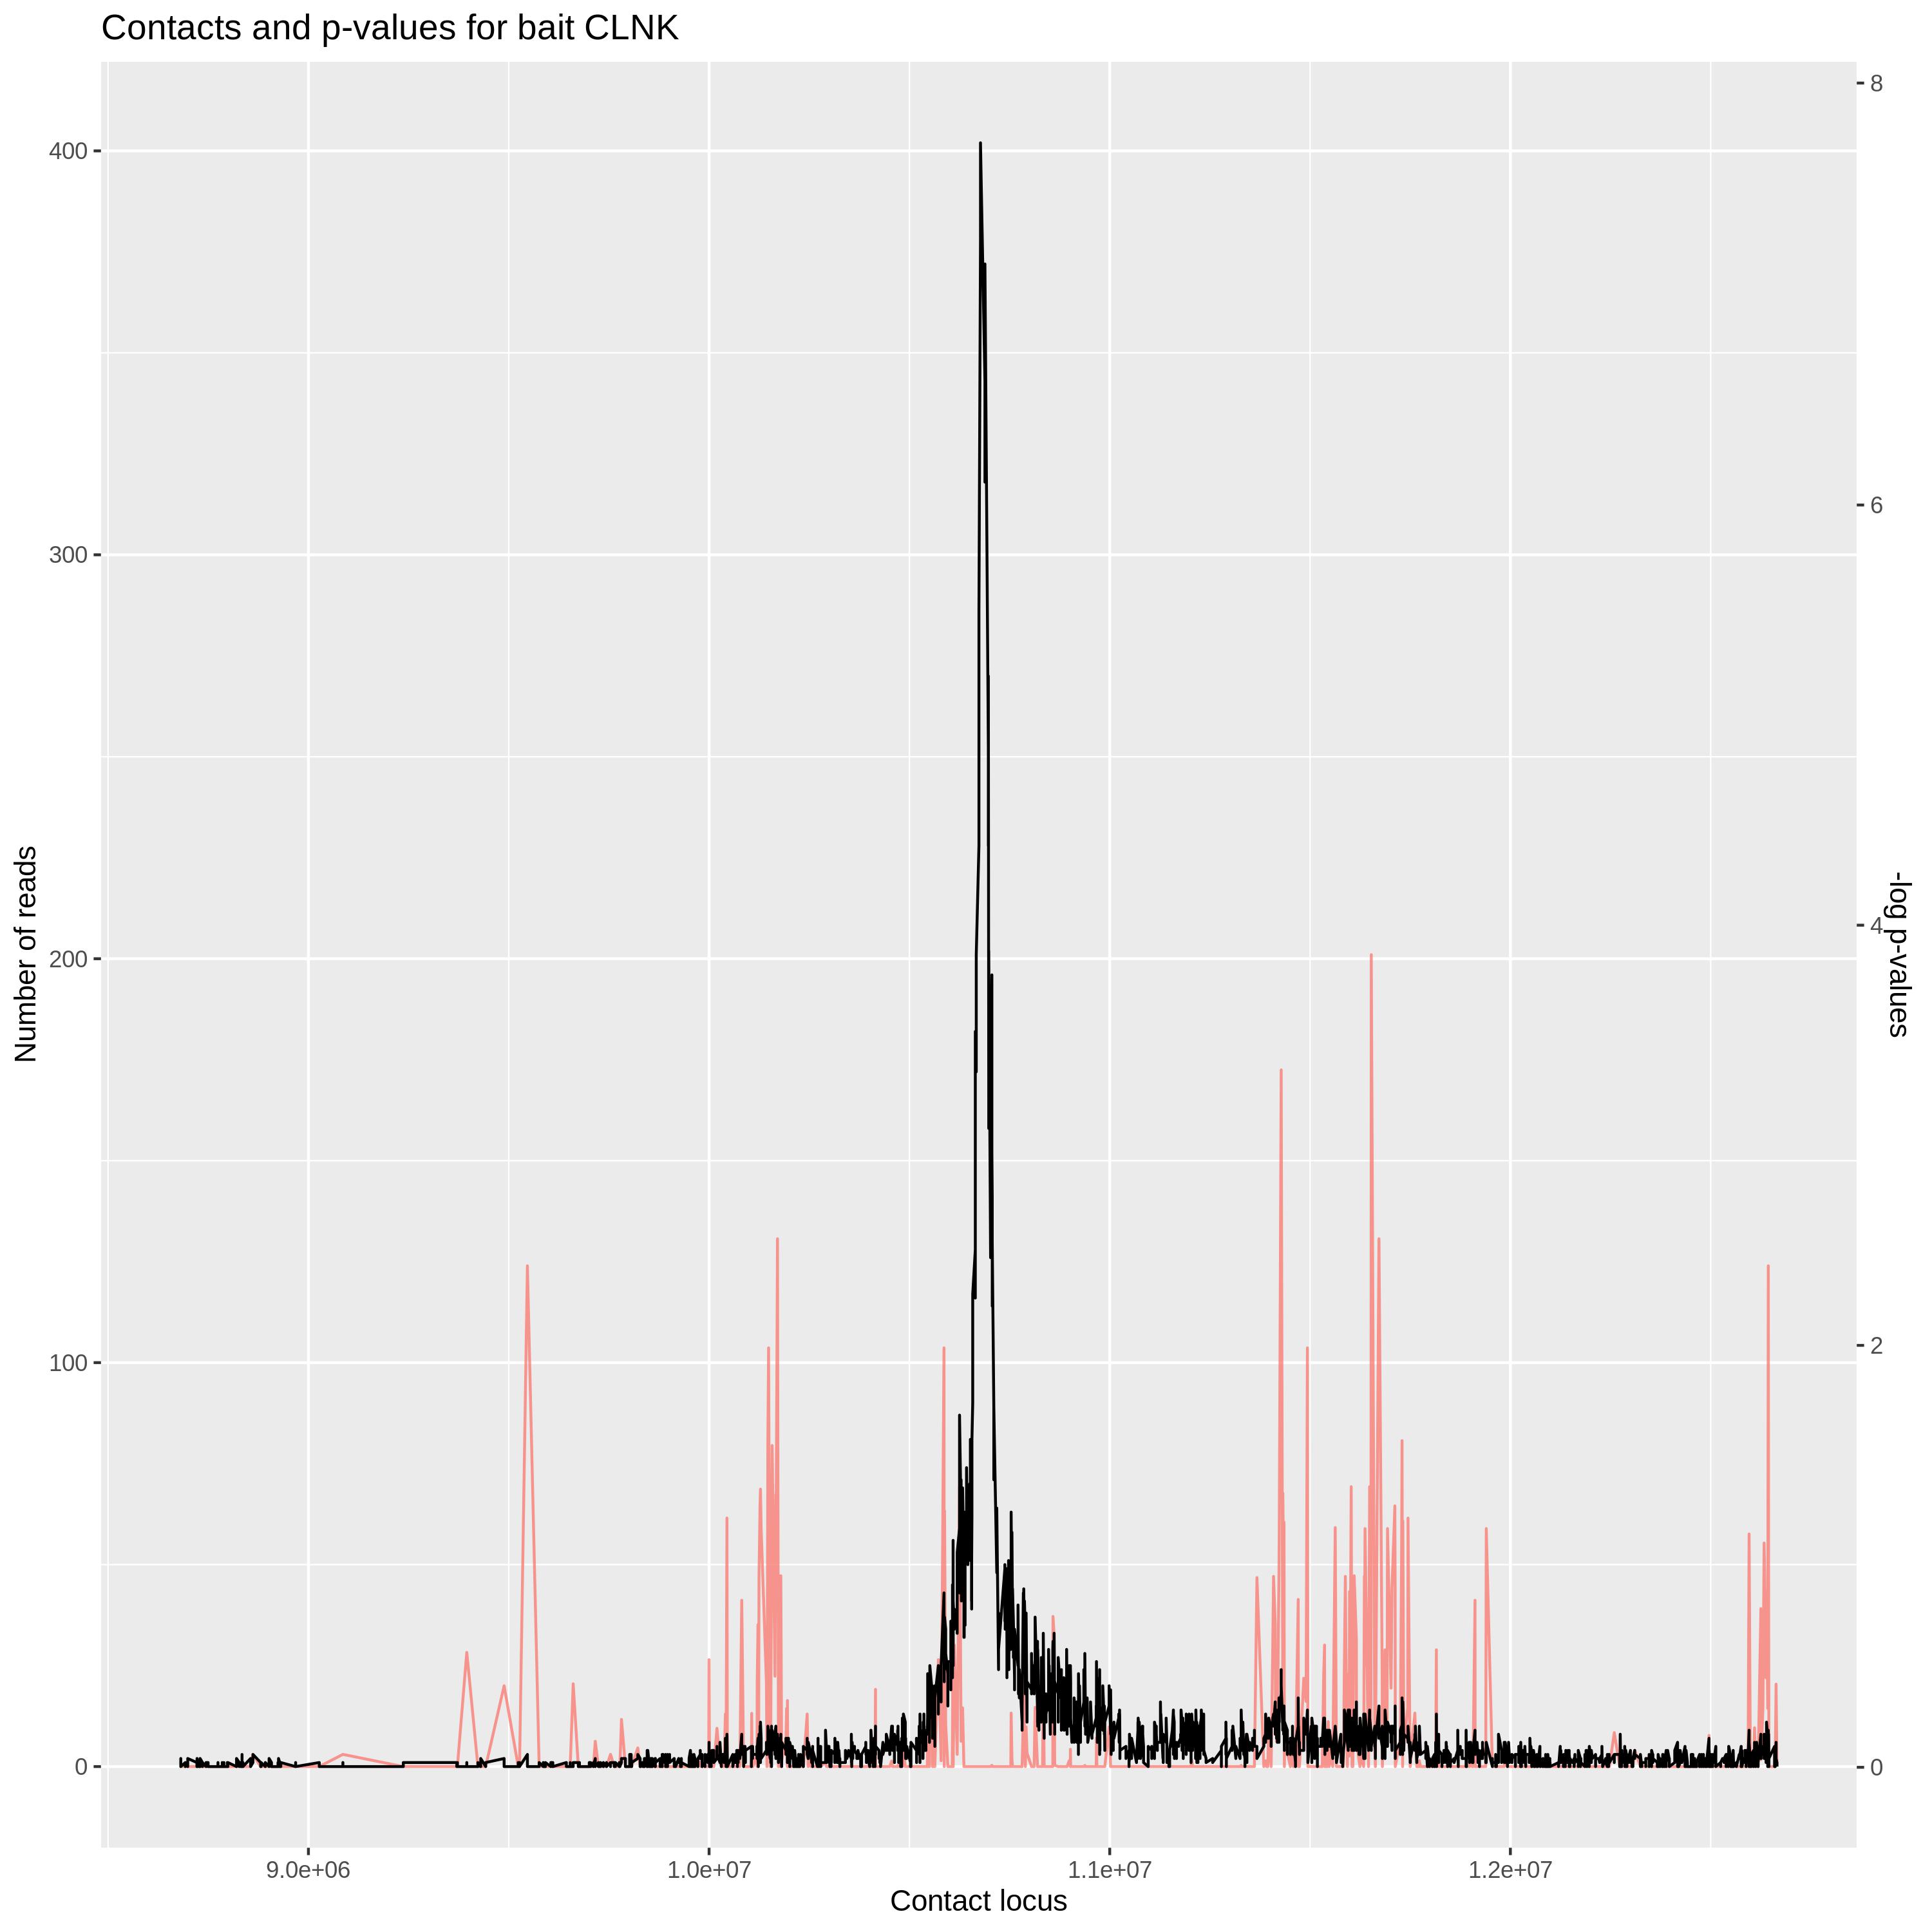 Contacts and p-values for bait CLNK
8
400
6
300
Number of reads
-log p-values
4
200
2
100
0
0
9.0e+06
1.0e+07
1.1e+07
1.2e+07
Contact locus